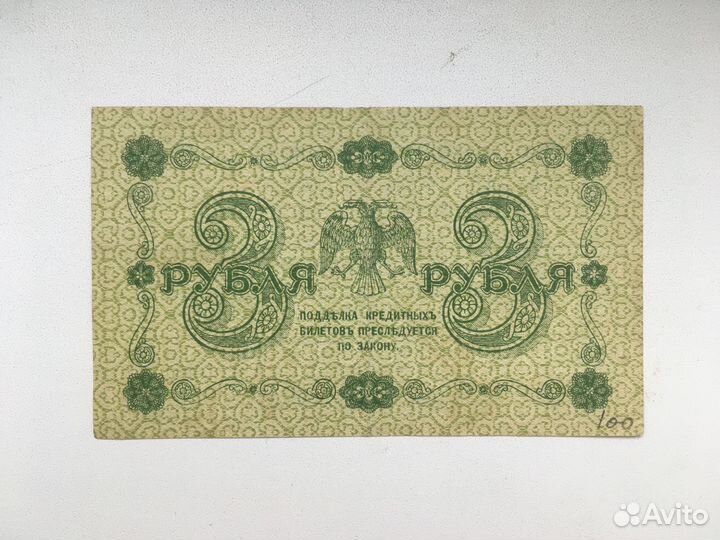 3 3
РУБЛЯ РУБЛЯ
ПОДДѢЛКА КРЕДИТНЫХЪ
БИЛЕТОВЪ ПРЕСЛѢДУЕТСЯ
ПО ЗАКОНУ.
100
Avito